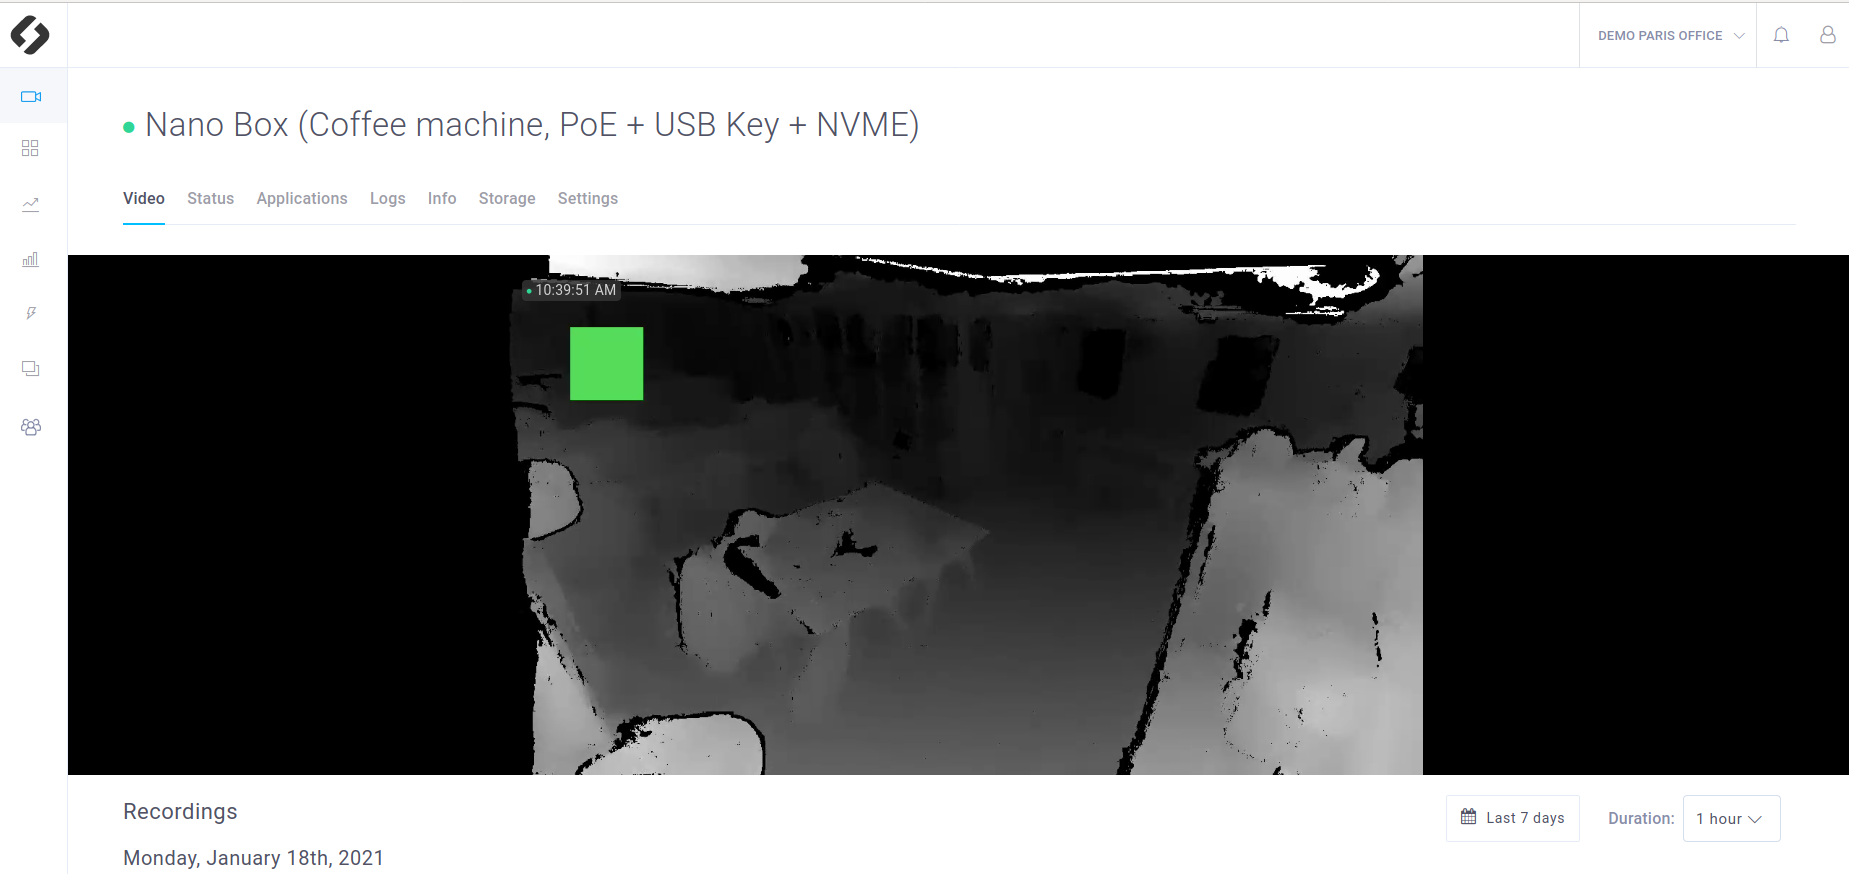 DEMO PARIS OFFICE
Nano Box (Coffee machine, PoE + USB Key + NVME)
Video Status Applications Logs Info Storage Settings
10:39:51 AM
Recordings
Last 7 days Duration: 1 hour
Monday, January 18th, 2021